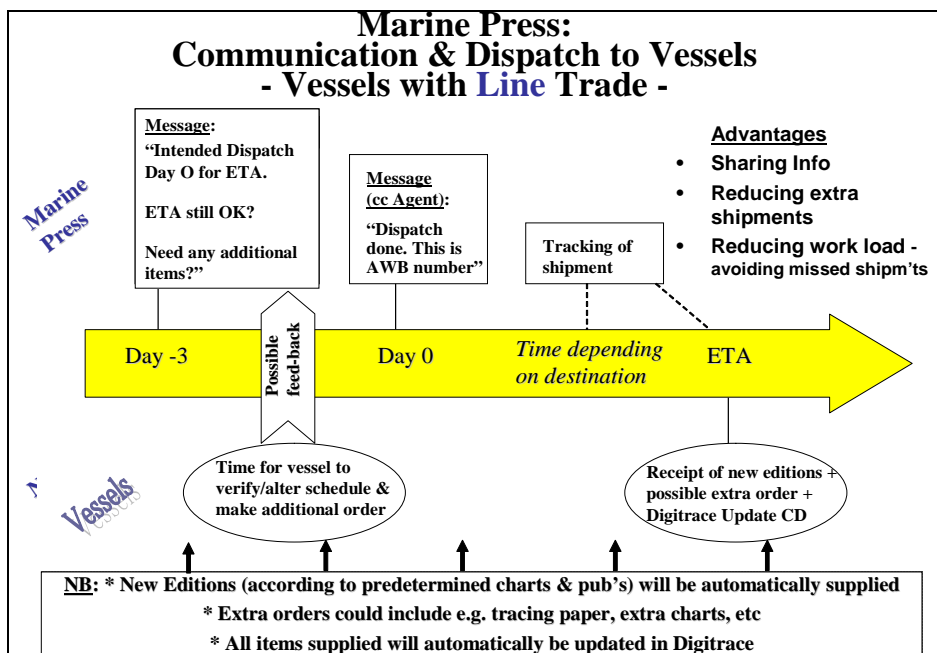 Marine Press:
Communication & Dispatch to Vessels
- Vessels with Line Trade -
Message:
“Intended Dispatch
Day O for ETA.
ETA still OK?
Need any additional
items?”
Message
(cc Agent):
“Dispatch
done. This is
AWB number”
Tracking of
shipment
Advantages
• Sharing Info
• Reducing extra
shipments
• Reducing work load -
avoiding missed shipm'ts
Marine
Press
Day -3
Possible
feed-back
Day 0
Time depending
on destination
ETA
Time for vessel to
verify/alter schedule &
make additional order
Receipt of new editions +
possible extra order +
Digitrace Update CD
Vessels
NB: * New Editions (according to predetermined charts & pub's) will be automatically supplied
* Extra orders could include e.g. tracing paper, extra charts, etc
* All items supplied will automatically be updated in Digitrace